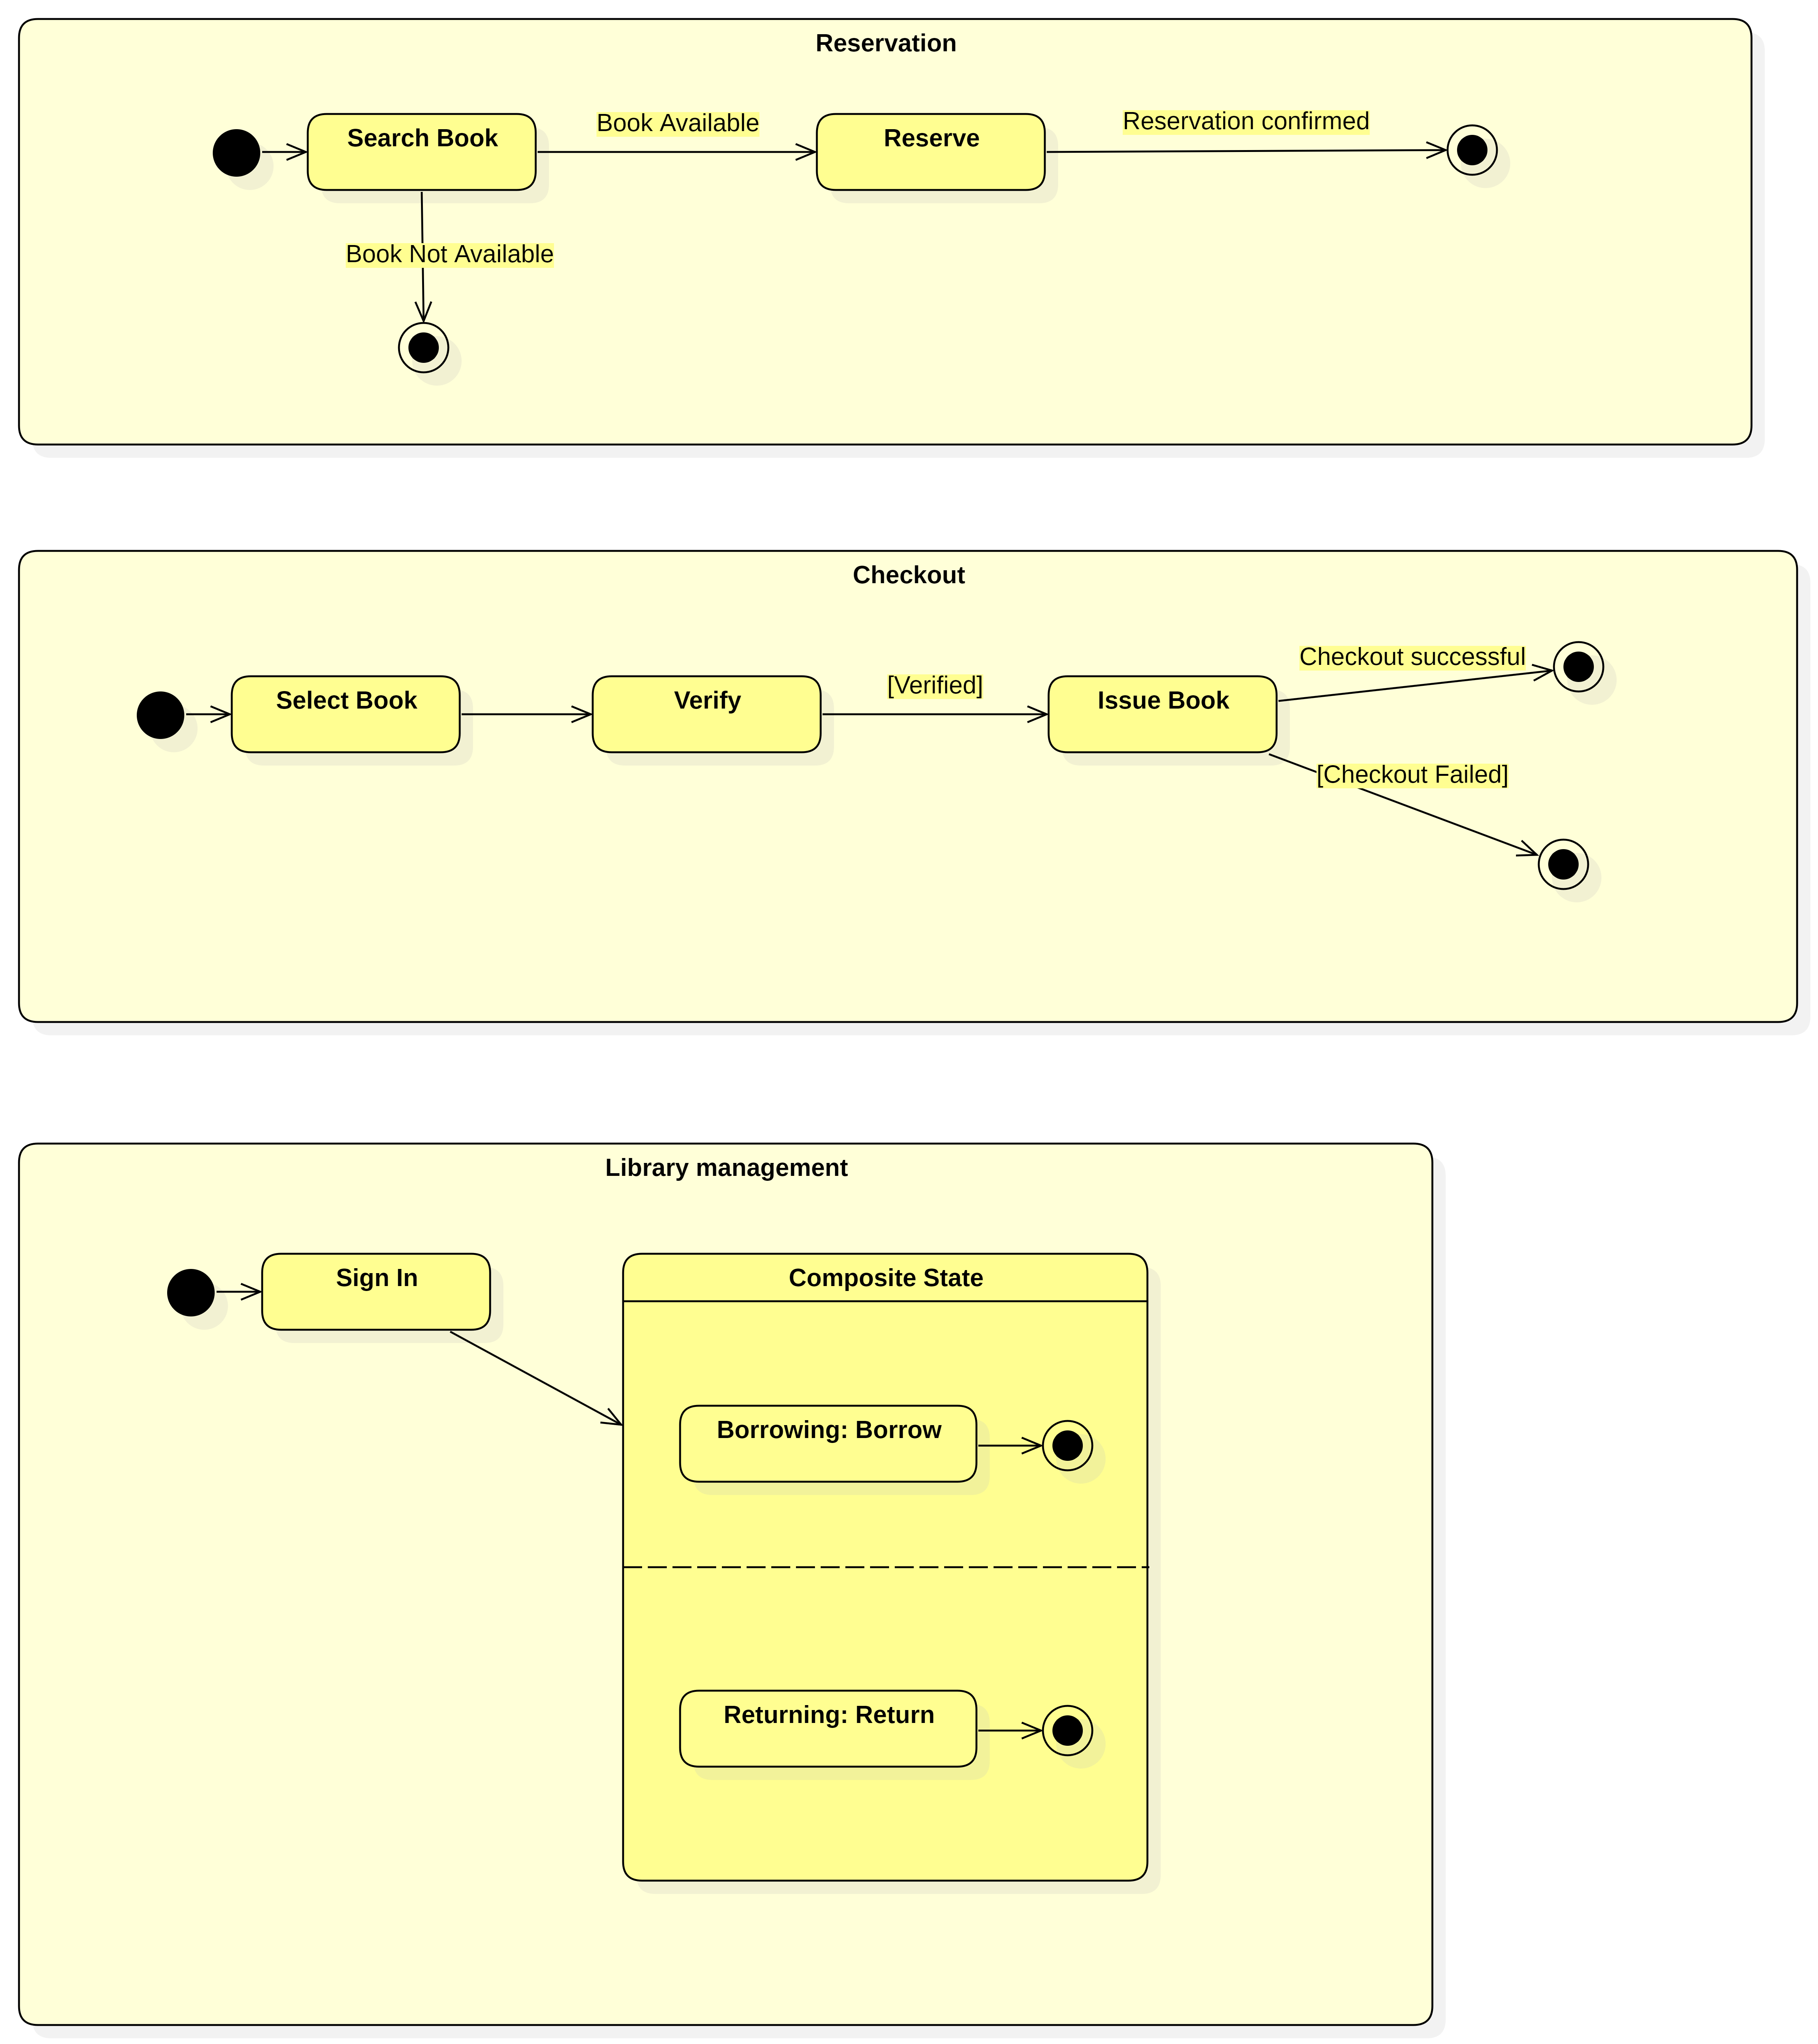 Reservation
Search Book
Book Available
Reserve
Reservation confirmed
Book Not Available
Checkout
Select Book
Verify
[Verified]
Issue Book
Checkout successful
[Checkout Failed]
Library management
Sign In
Composite State
Borrowing: Borrow
Returning: Return